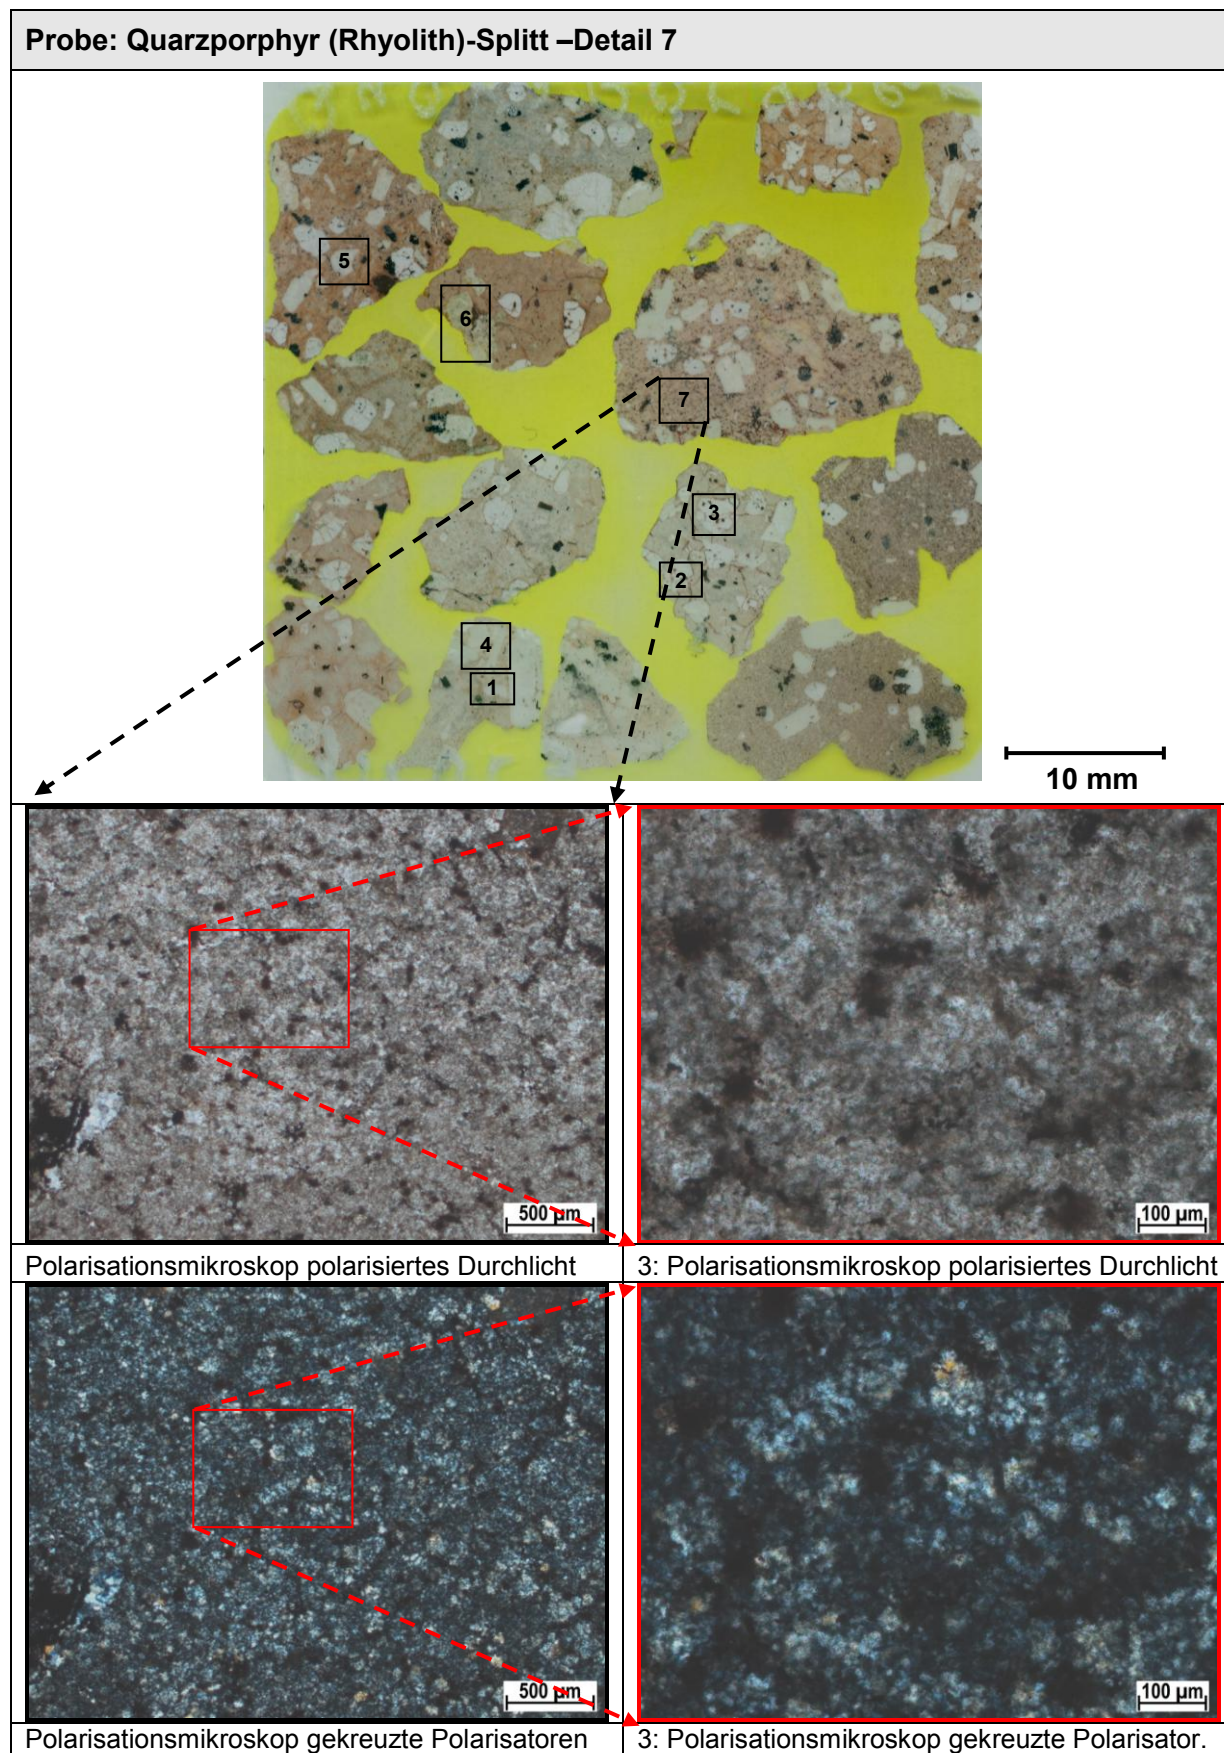 Probe: Quarzporphyr (Rhyolith)-Splitt –Detail 7
5
6
7
3
2
4
1
10 mm
500 µm
100 µm
Polarisationsmikroskop polarisiertes Durchlicht
3: Polarisationsmikroskop polarisiertes Durchlicht
500 µm
100 µm
Polarisationsmikroskop gekreuzte Polarisatoren
3: Polarisationsmikroskop gekreuzte Polarisator.